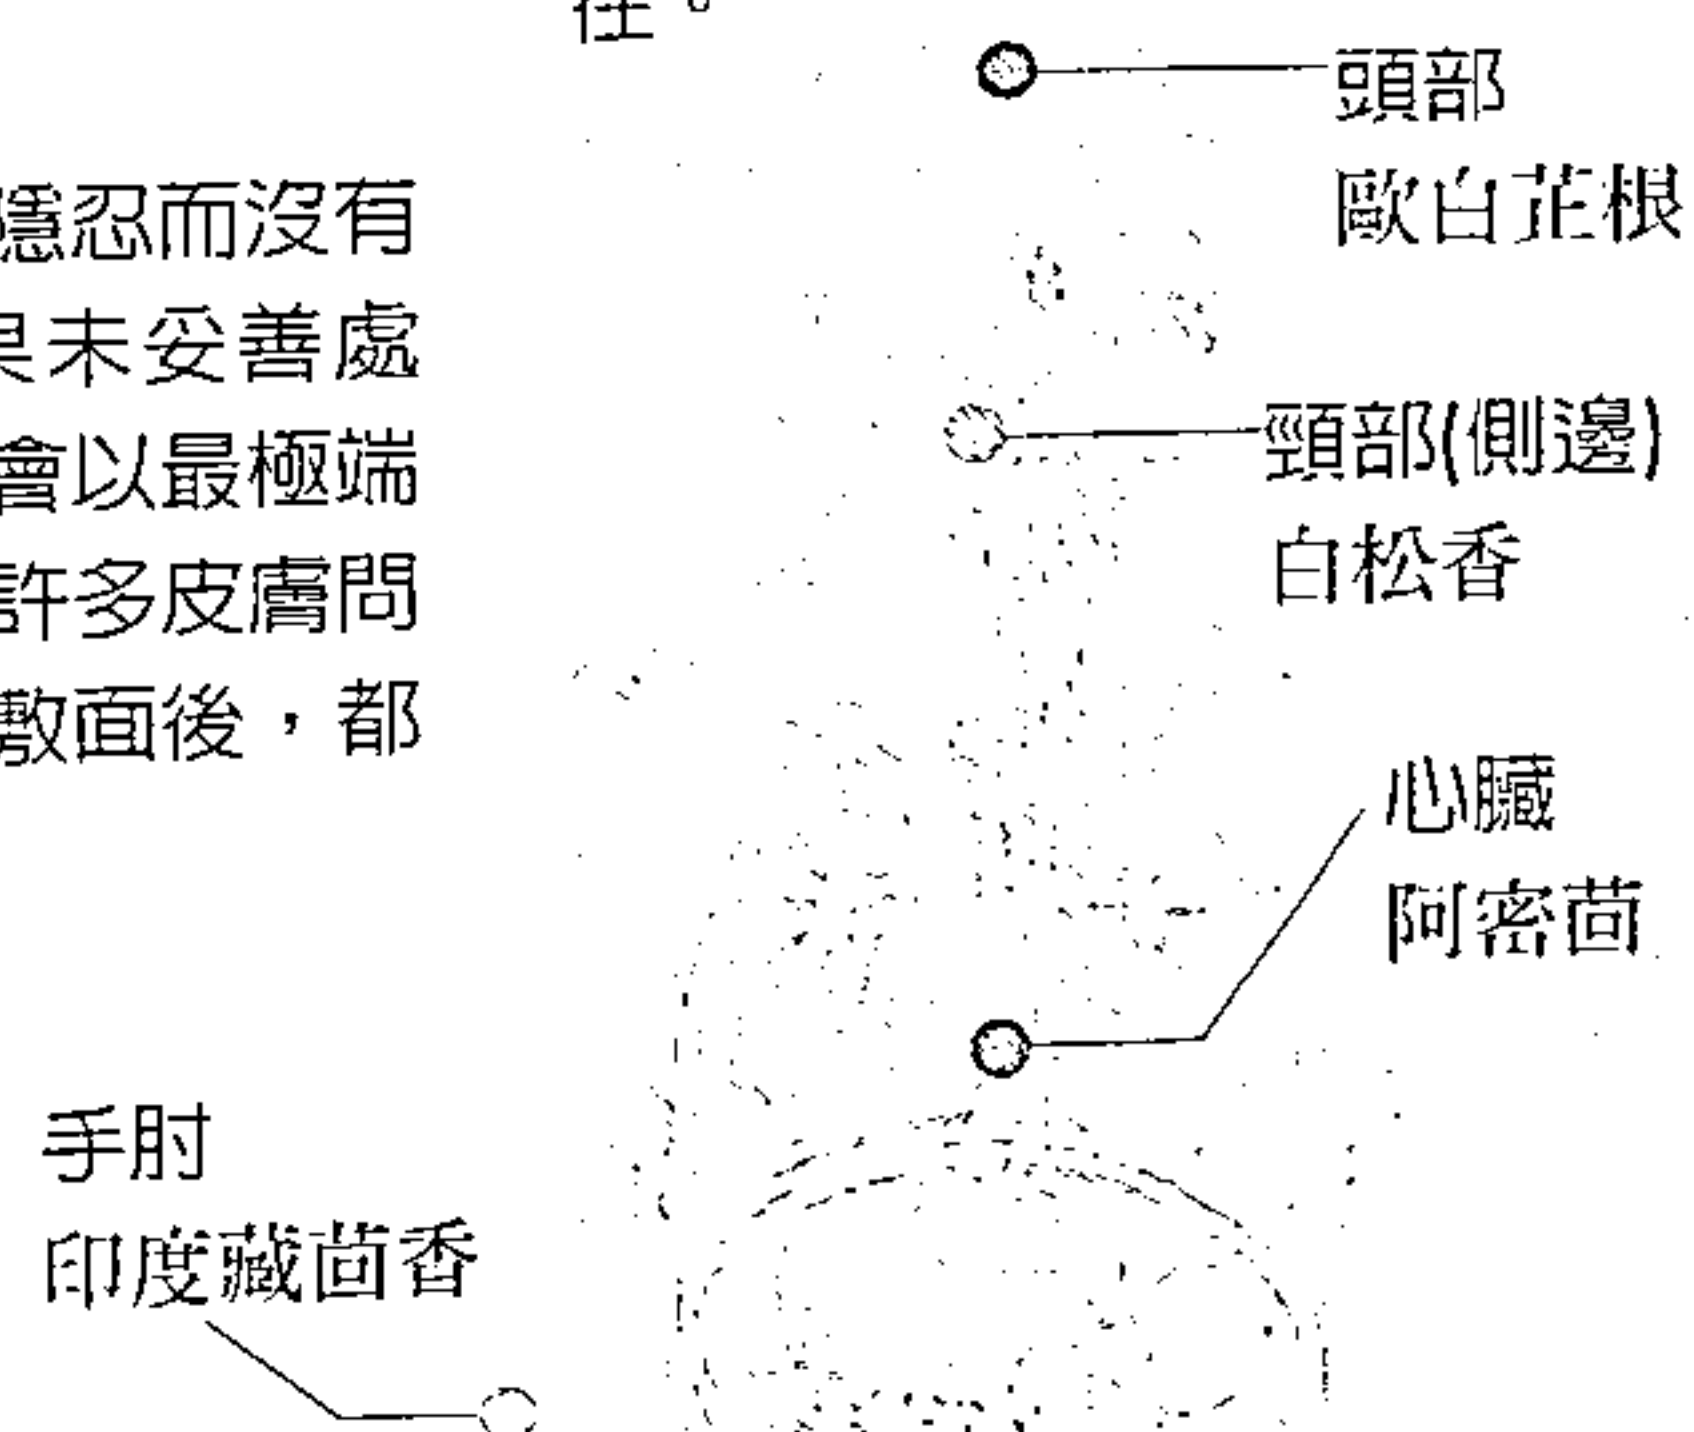 往。
隱忍而沒有
果未妥善處
會以最極端
許多皮膚問
敷面後，都
頭部
歐白芷根
頸部(側邊)
白松香
心臟
阿密茴
手肘
印度藏茴香